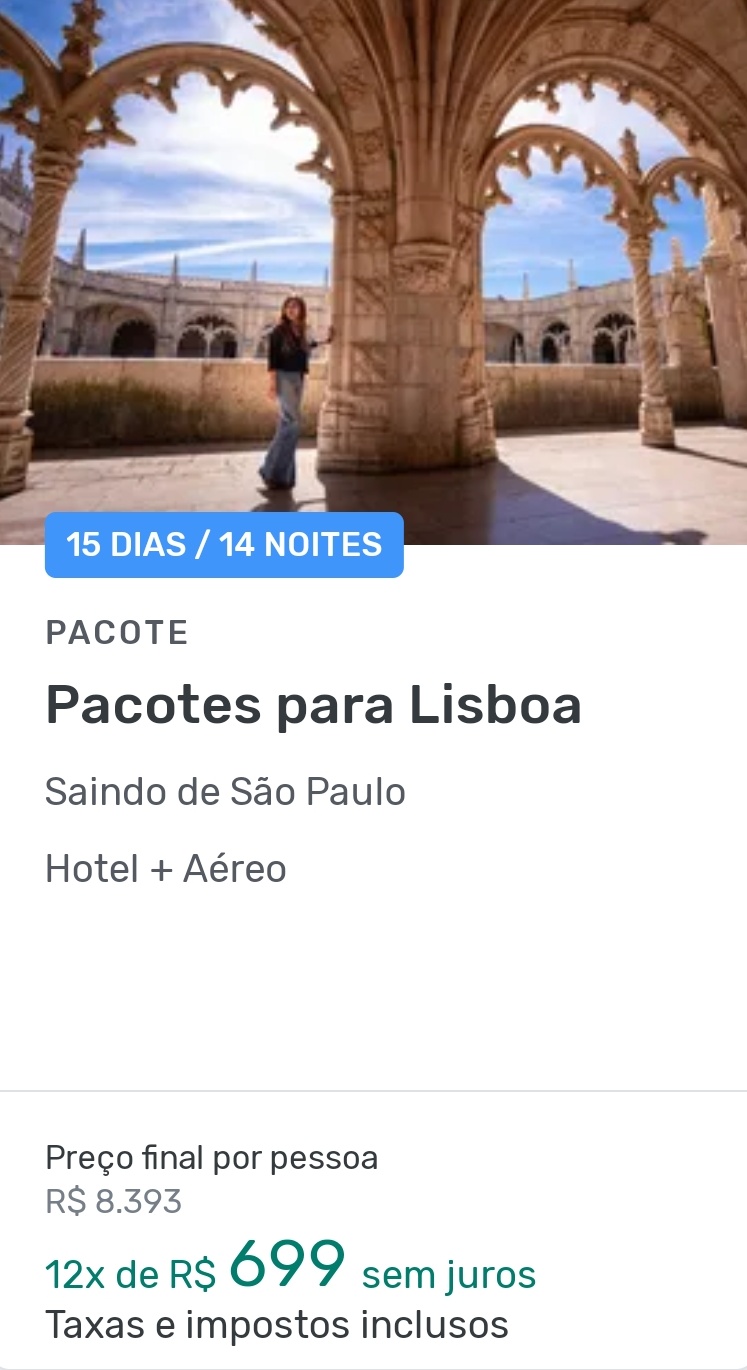 15 DIAS / 14 NOITES
PACOTE
Pacotes para Lisboa
Saindo de São Paulo
Hotel + Aéreo
Preço final por pessoa
R$ 8.393
12x de R$ 699 sem juros
Taxas e impostos inclusos